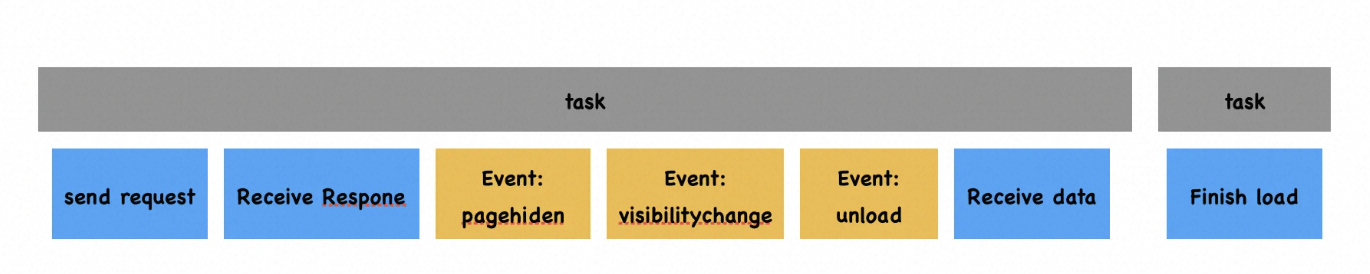 task
task
send request
Receive Respone
Event:
pagehiden
Event:
visibilitychange
Event:
unload
Receive data
Finish load